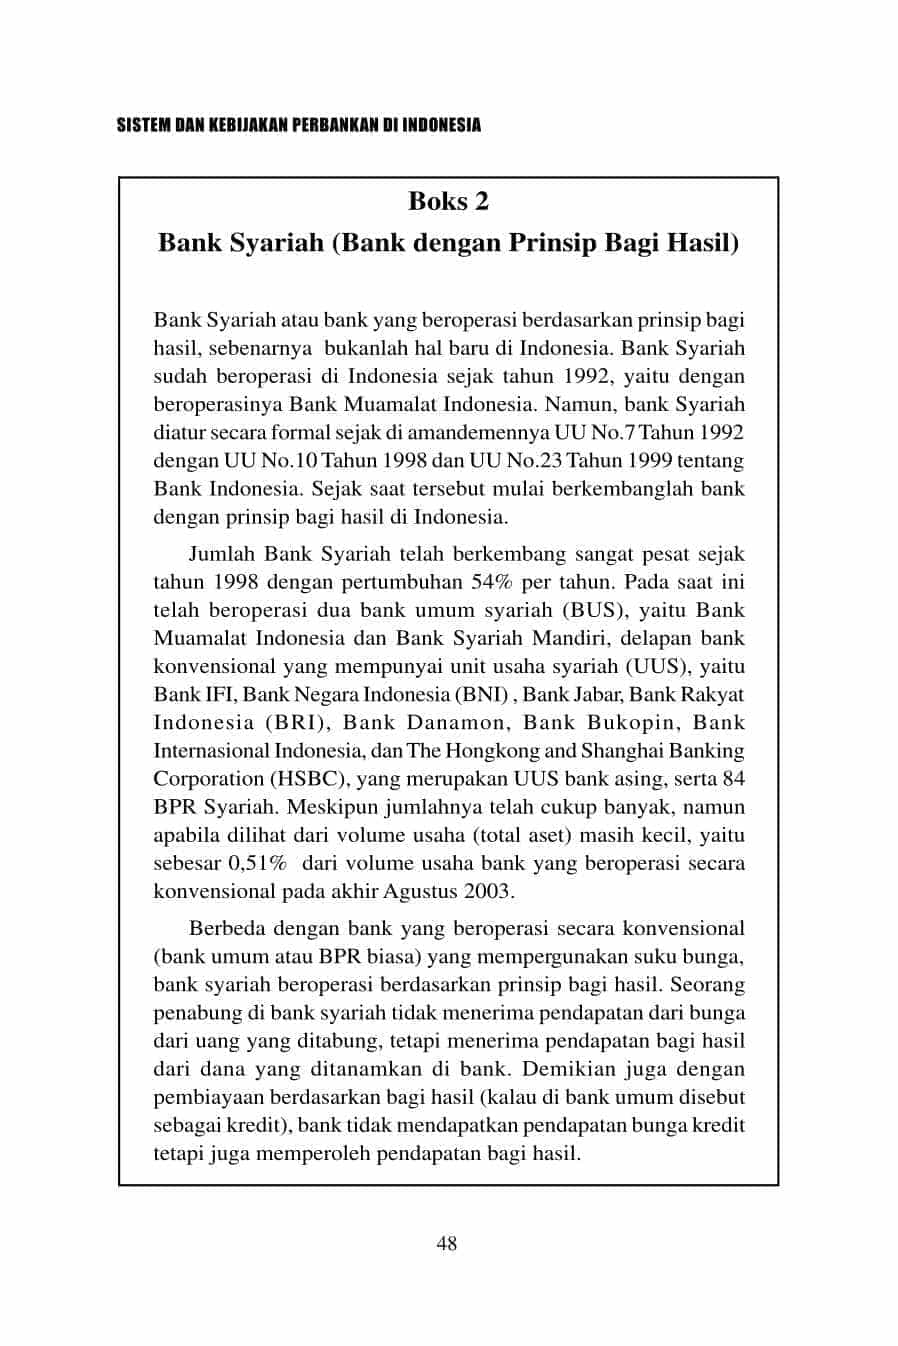 SISTEM DAN KEBIJAKAN PERBANKAN DI INDONESIA
Boks 2
Bank Syariah (Bank dengan Prinsip Bagi Hasil)
Bank Syariah atau bank yang beroperasi berdasarkan prinsip bagi
hasil, sebenarnya bukanlah hal baru di Indonesia. Bank Syariah
sudah beroperasi di Indonesia sejak tahun 1992, yaitu dengan
beroperasinya Bank Muamalat Indonesia. Namun, bank Syariah
diatur secara formal sejak di amandemennya UU No.7 Tahun 1992
dengan UU No.10 Tahun 1998 dan UU No.23 Tahun 1999 tentang
Bank Indonesia. Sejak saat tersebut mulai berkembanglah bank
dengan prinsip bagi hasil di Indonesia.
Jumlah Bank Syariah telah berkembang sangat pesat sejak
tahun 1998 dengan pertumbuhan 54% per tahun. Pada saat ini
telah beroperasi dua bank umum syariah (BUS), yaitu Bank
Muamalat Indonesia dan Bank Syariah Mandiri, delapan bank
konvensional yang mempunyai unit usaha syariah (UUS), yaitu
Bank IFI, Bank Negara Indonesia (BNI) , Bank Jabar, Bank Rakyat
Indonesia (BRI), Bank Danamon, Bank Bukopin, Bank
Internasional Indonesia, dan The Hongkong and Shanghai Banking
Corporation (HSBC), yang merupakan UUS bank asing, serta 84
BPR Syariah. Meskipun jumlahnya telah cukup banyak, namun
apabila dilihat dari volume usaha (total aset) masih kecil, yaitu
sebesar 0,51% dari volume usaha bank yang beroperasi secara
konvensional pada akhir Agustus 2003.
Berbeda dengan bank yang beroperasi secara konvensional
(bank umum atau BPR biasa) yang mempergunakan suku bunga,
bank syariah beroperasi berdasarkan prinsip bagi hasil. Seorang
penabung di bank syariah tidak menerima pendapatan dari bunga
dari uang yang ditabung, tetapi menerima pendapatan bagi hasil
dari dana yang ditanamkan di bank. Demikian juga dengan
pembiayaan berdasarkan bagi hasil (kalau di bank umum disebut
sebagai kredit), bank tidak mendapatkan pendapatan bunga kredit
tetapi juga memperoleh pendapatan bagi hasil.
48